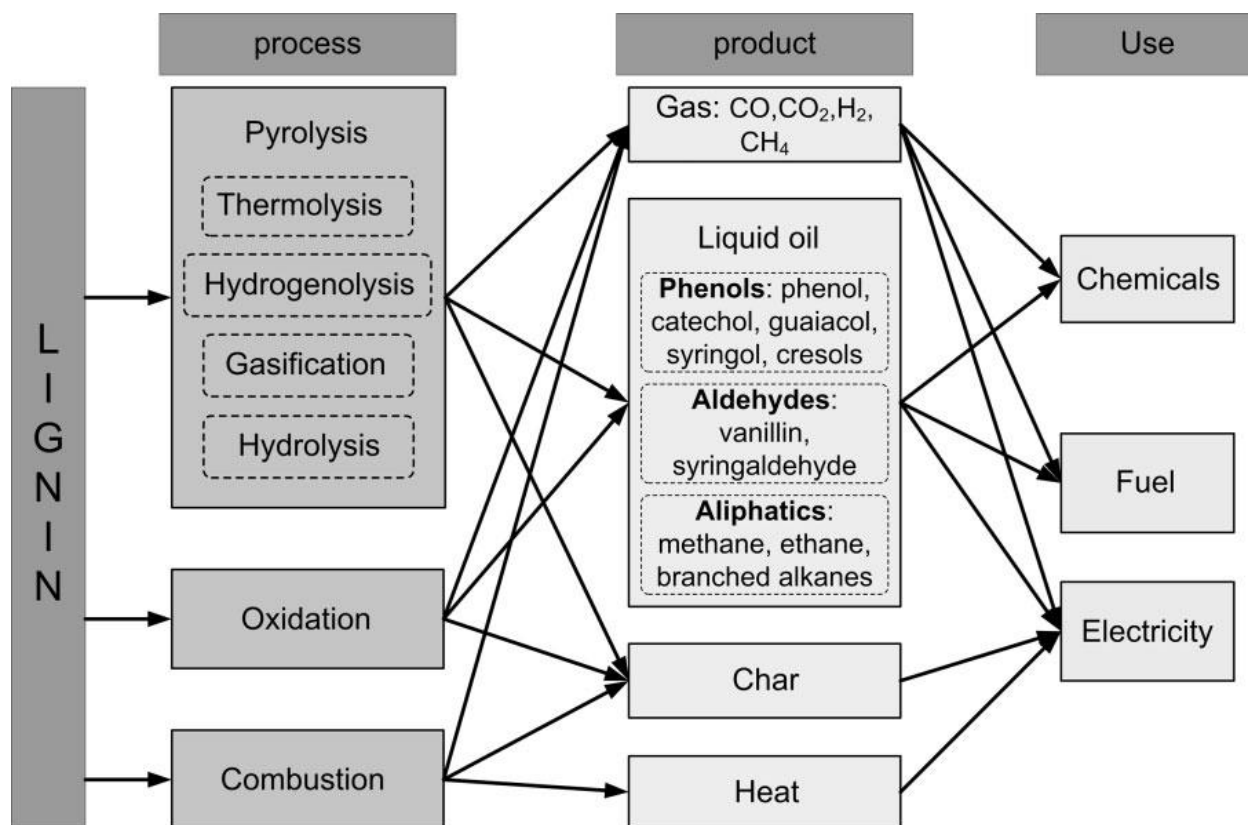 process
product
Use
LIGNIN
Pyrolysis
Thermolysis
Hydrogenolysis
Gasification
Hydrolysis
Oxidation
Combustion
Gas: CO,CO₂,H₂,
CH₄
Liquid oil
Phenols: phenol,
catechol, guaiacol,
syringol, cresols
Aldehydes:
vanillin,
syringaldehyde
Aliphatics:
methane, ethane,
branched alkanes
Char
Heat
Chemicals
Fuel
Electricity